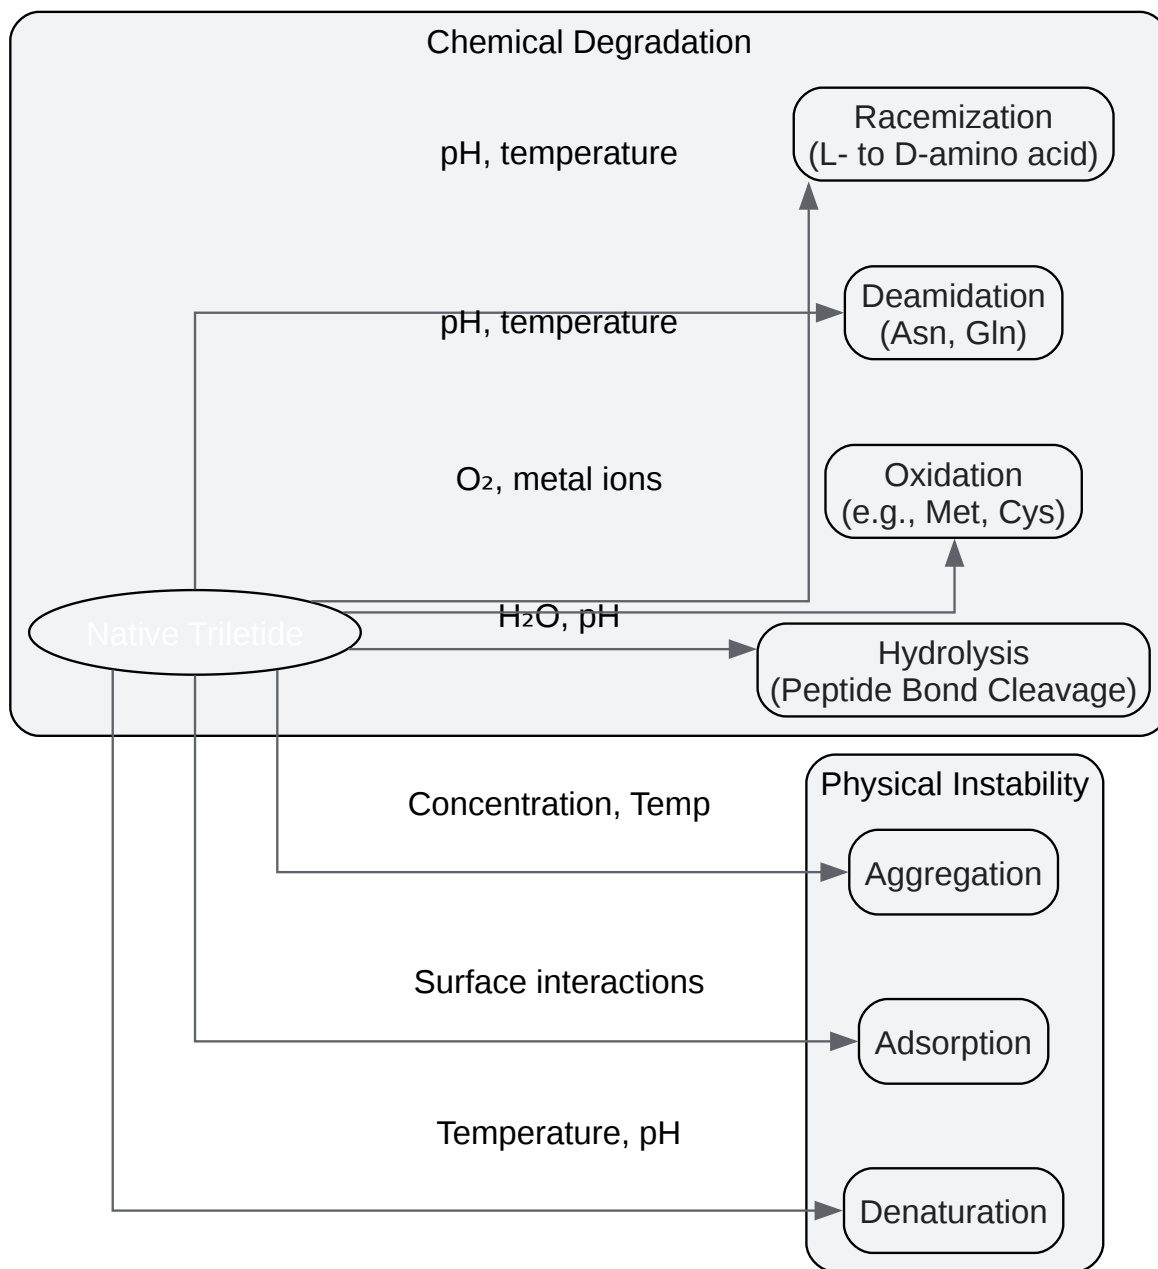 Chemical Degradation
pH, temperature
Racemization
(L- to D-amino acid)
pH, temperature
Deamidation
(Asn, Gln)
O₂, metal ions
Oxidation
(e.g., Met, Cys)
H₂O, pH
Native Triletide
Hydrolysis
(Peptide Bond Cleavage)
Physical Instability
Concentration, Temp
Aggregation
Surface interactions
Adsorption
Temperature, pH
Denaturation